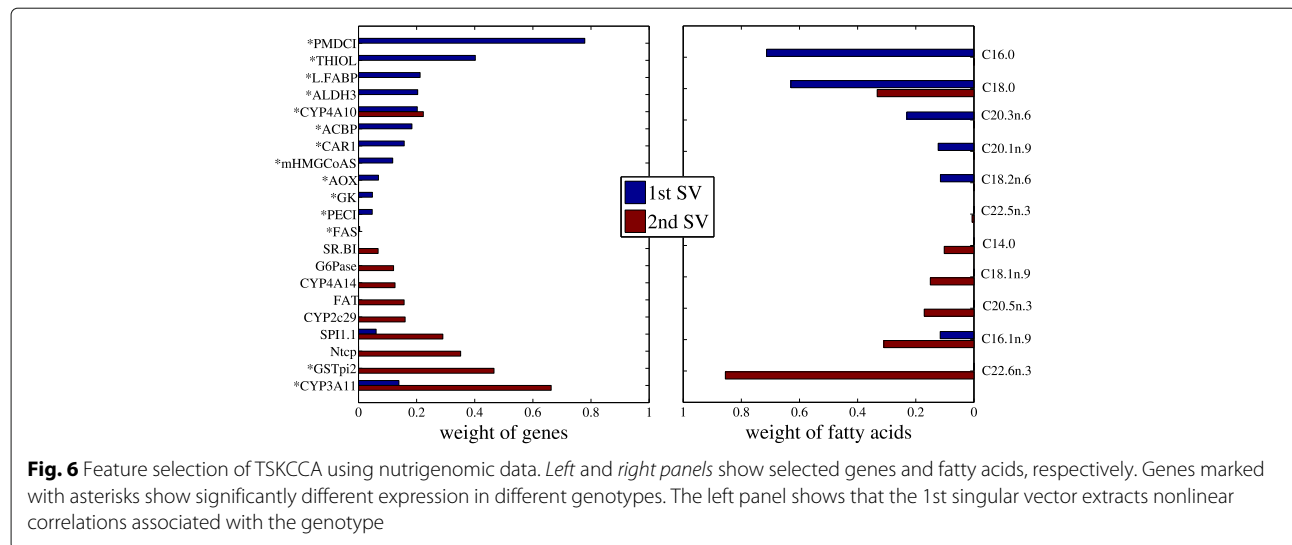 *PMDCI
*THIOL
*L.FABP
*ALDH3
*CYP4A10
*ACBP
*CAR1
*mHMGCoAS
*AOX
*GK
*PECI
*FAS
SR.BI
G6Pase
CYP4A14
FAT
CYP2c29
SPI1.1
Ntcp
*GSTpi2
*CYP3A11
0 0.2 0.4 0.6 0.8 1
weight of genes
1st SV
2nd SV
C16.0
C18.0
C20.3n.6
C20.1n.9
C18.2n.6
C22.5n.3
C14.0
C18.1n.9
C20.5n.3
C16.1n.9
C22.6n.3
1 0.8 0.6 0.4 0.2 0
weight of fatty acids
Fig. 6 Feature selection of TSKCCA using nutrigenomic data. Left and right panels show selected genes and fatty acids, respectively. Genes marked
with asterisks show significantly different expression in different genotypes. The left panel shows that the 1st singular vector extracts nonlinear
correlations associated with the genotype